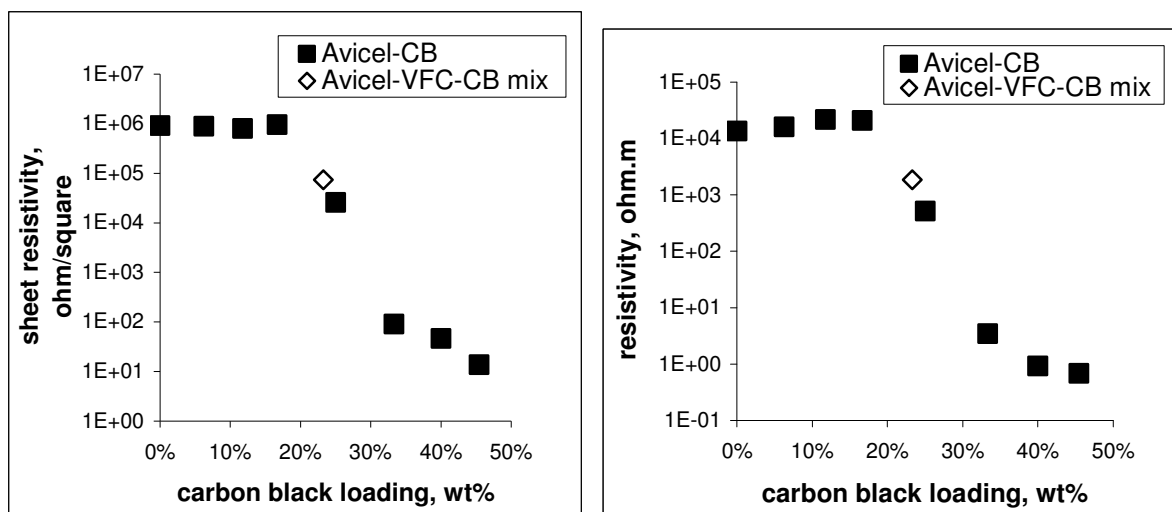 Avicel-CB
Avicel-VFC-CB mix
1E+07
1E+06
1E+05
1E+04
1E+03
1E+02
1E+01
1E+00
sheet resistivity,
ohm/square
0% 10% 20% 30% 40% 50%
carbon black loading, wt%
Avicel-CB
Avicel-VFC-CB mix
1E+05
1E+04
1E+03
1E+02
1E+01
1E+00
1E-01
resistivity, ohm.m
0% 10% 20% 30% 40% 50%
carbon black loading, wt%